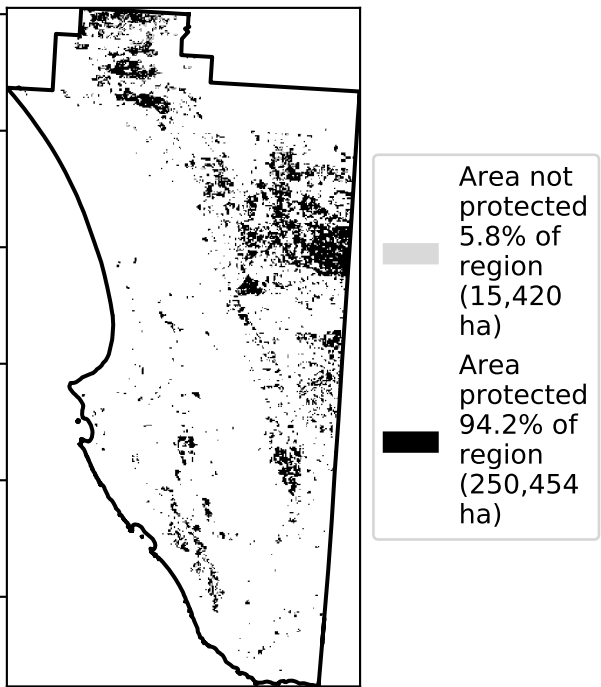 Area not
protected
5.8% of
region
(15,420
ha)
Area
protected
94.2% of
region
(250,454
ha)